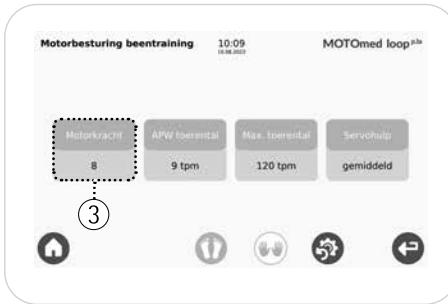 Motorbesturing beentraining
10:09
MOTOmed loop p.la
Motorkracht
APW toerental
Max. toerental
Servohulp
8
9 tpm
120 tpm
gemiddeld
3